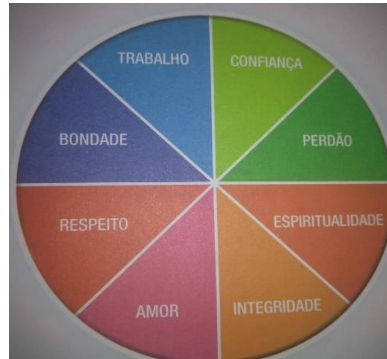 TRABALHO
CONFIANÇA
BONDADE
PERDÃO
RESPEITO
ESPIRITUALIDADE
AMOR
INTEGRIDADE